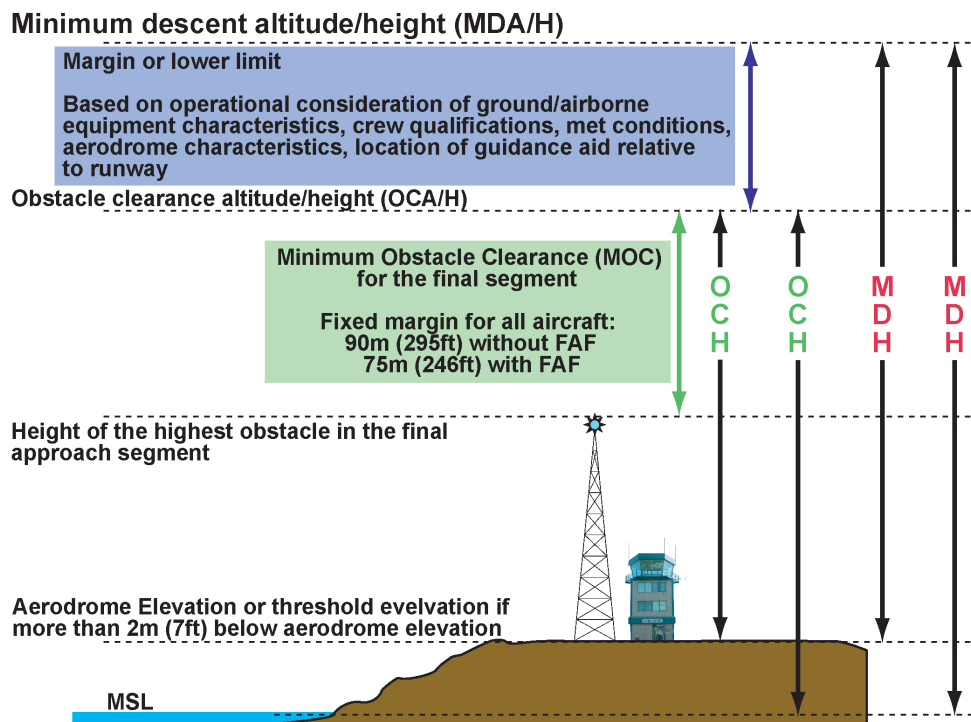 Minimum descent altitude/height (MDA/H)
Margin or lower limit
Based on operational consideration of ground/airborne
equipment characteristics, crew qualifications, met conditions,
aerodrome characteristics, location of guidance aid relative
to runway
Obstacle clearance altitude/height (OCA/H)
Minimum Obstacle Clearance (MOC)
for the final segment
Fixed margin for all aircraft:
90m (295ft) without FAF
75m (246ft) with FAF
OCH
OCH
MDH
MDH
Height of the highest obstacle in the final
approach segment
Aerodrome Elevation or threshold evelvation if
more than 2m (7ft) below aerodrome elevation
MSL